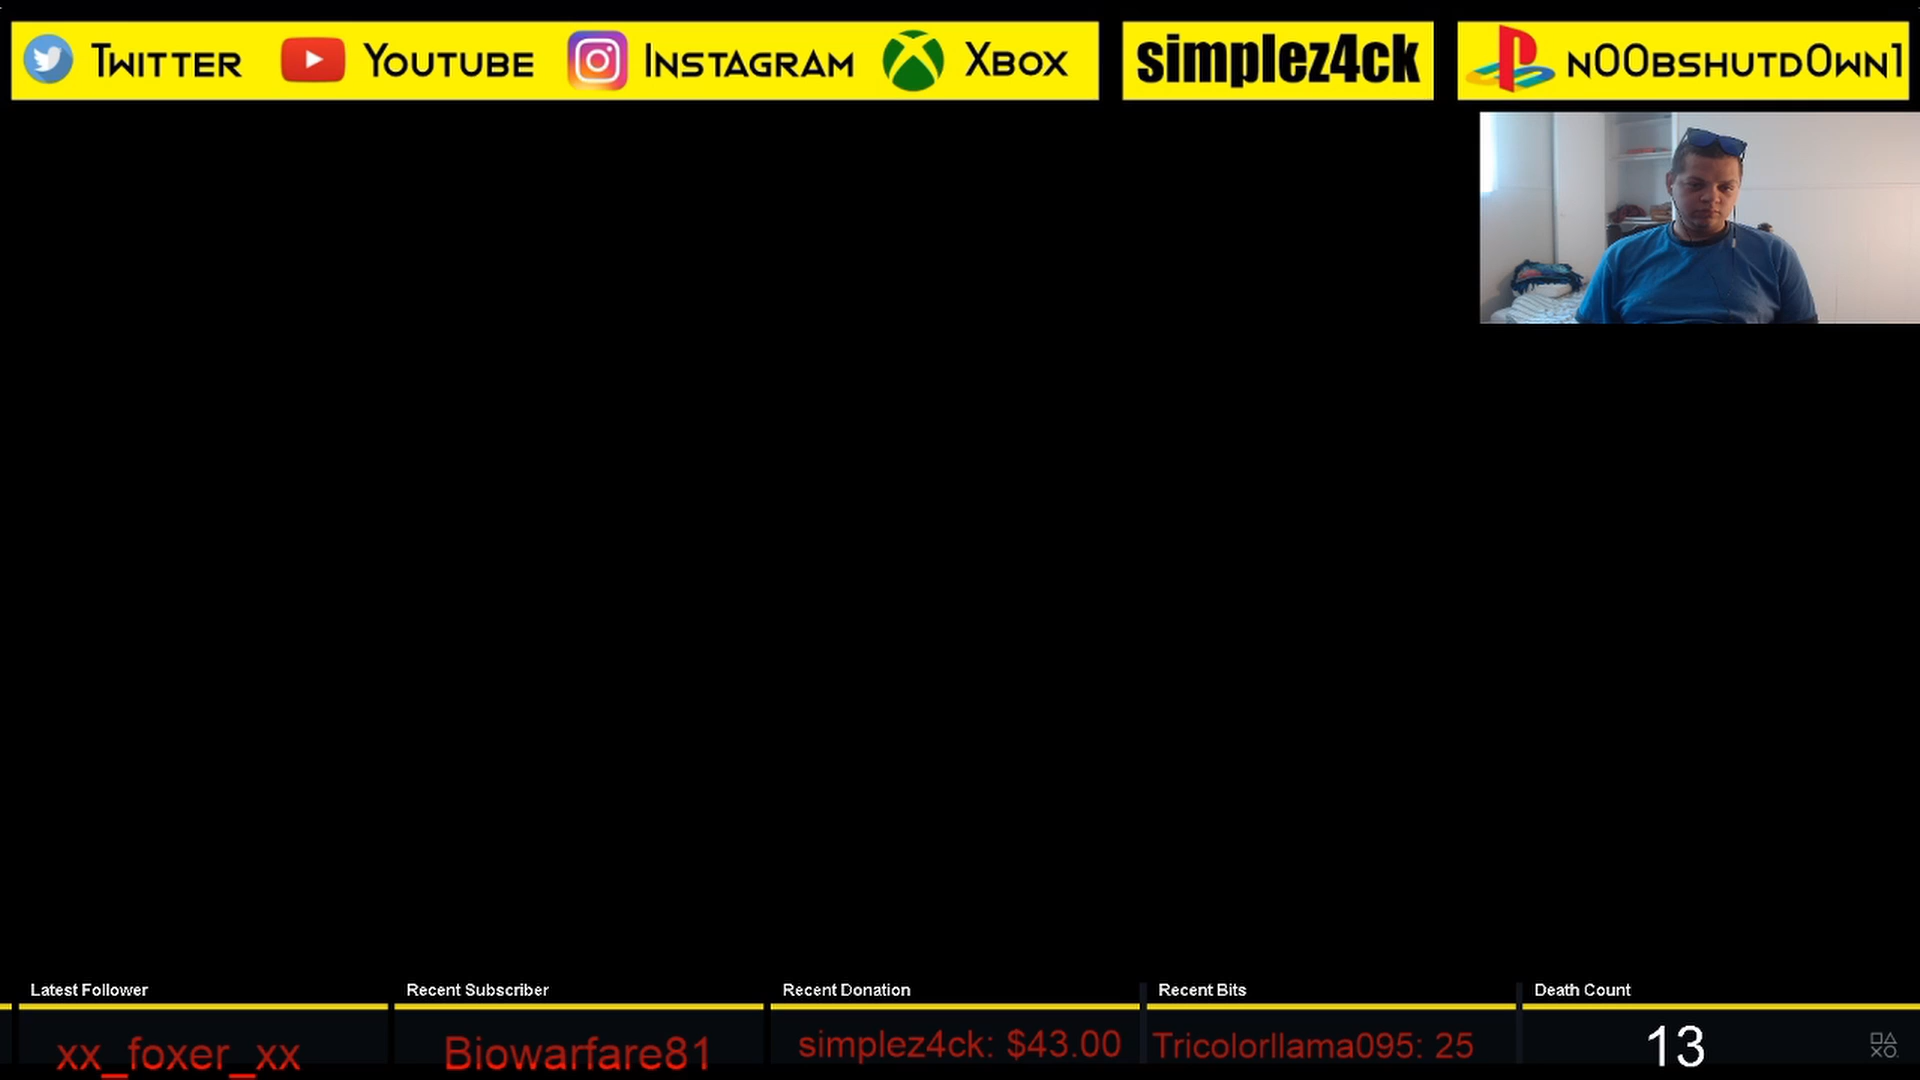 Twitter Youtube Instagram Xbox simplez4ck n00bshutd0wn1
Latest Follower Recent Subscriber Recent Donation Recent Bits Death Count
xx_foxer_xx Biowarfare81 simplez4ck: $43.00 Tricolorllama095: 25 13